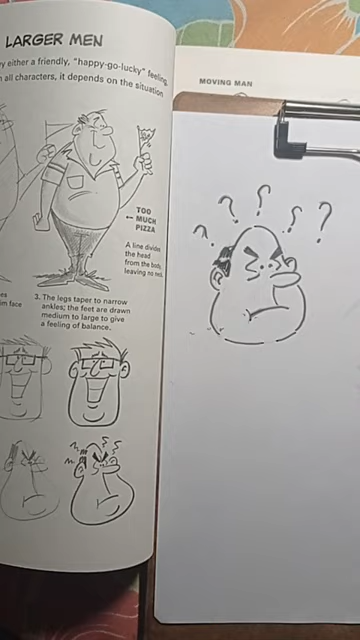 LARGER MEN
either a friendly, "happy-go-lucky" feeling,
all characters, it depends on the situation
MOVING MAN
TOO
← MUCH
PIZZA
A line divides
the head
from the body,
leaving no
3. The legs taper to narrow
ankles; the feet are drawn
medium to large to give
a feeling of balance.
face
? ? ? ? ?